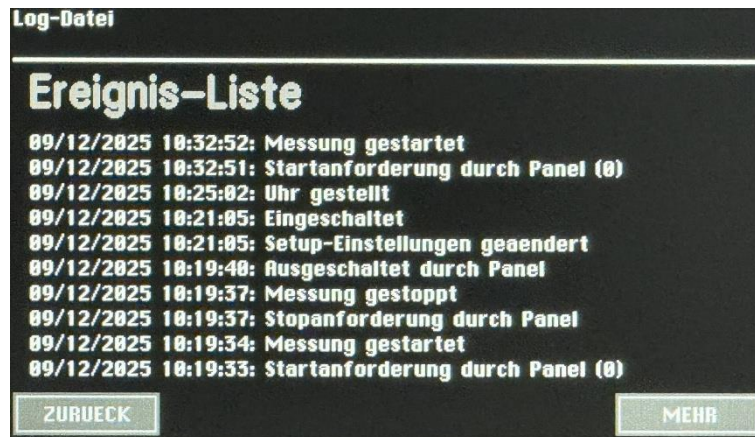 Log-Datei
Ereignis-Liste
09/12/2025 10:32:52: Messung gestartet
09/12/2025 10:32:51: Startanforderung durch Panel (0)
09/12/2025 10:25:02: Uhr gestellt
09/12/2025 10:21:05: Eingeschaltet
09/12/2025 10:21:05: Setup-Einstellungen geaendert
09/12/2025 10:19:40: Ausgeschaltet durch Panel
09/12/2025 10:19:37: Messung gestoppt
09/12/2025 10:19:37: Stopanforderung durch Panel
09/12/2025 10:19:34: Messung gestartet
09/12/2025 10:19:33: Startanforderung durch Panel (0)
ZURUECK
MEHR